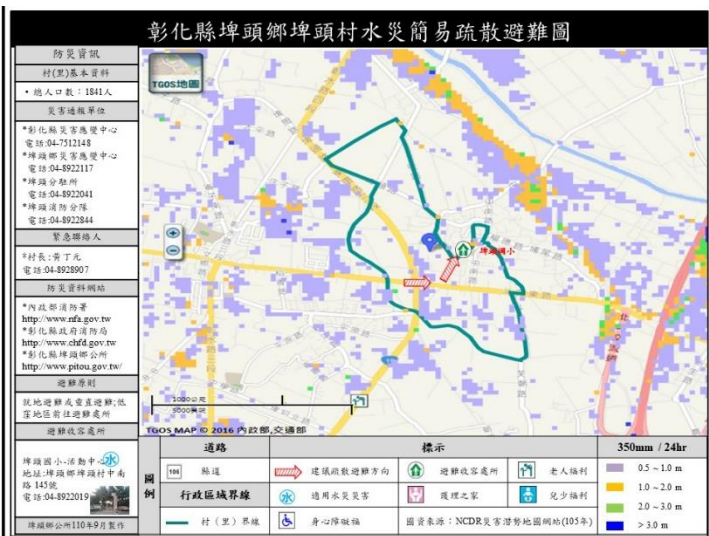 彰化縣埤頭鄉埤頭村水災簡易疏散避難圖
防災資訊
村(里)基本資料
• 總人口數：1841人
災害通報單位
*彰化縣災害應變中心
電話:04-7512148
*埤頭鄉災害應變中心
電話:04-8922117
*埤頭分駐所
電話:04-8922041
*埤頭消防分隊
電話:04-8922844
緊急聯絡人
*村長:黃丁元
電話:04-8928907
防災資料網站
*內政部消防署
http://www.nfa.gov.tw
*彰化縣政府消防局
http://www.chfd.gov.tw
*彰化縣埤頭鄉公所
http://www.pitou.gov.tw/
避難原則
就地避難或垂直避難;低
窪地區前往避難處所
避難收容處所
埤頭國小-活動中心
水
地址:埤頭鄉埤頭村中南
路 145號
電話:04-8922019
埤頭鄉公所110年9月製作
TGOS地圖
埤頭國小
1000公尺
5000英呎
TGOS MAP © 2016 內政部,交通部
圖例
道路
標示
350mm / 24hr
106
縣道
建議疏散避難方向
避難收容處所
老人福利
0.5 ~ 1.0 m
行政區域界線
水
適用水災災害
護理之家
兒少福利
1.0 ~ 2.0 m
2.0 ~ 3.0 m
村（里）界線
身心障礙福
圖資來源：NCDR災害潛勢地圖網站(105年)
> 3.0 m